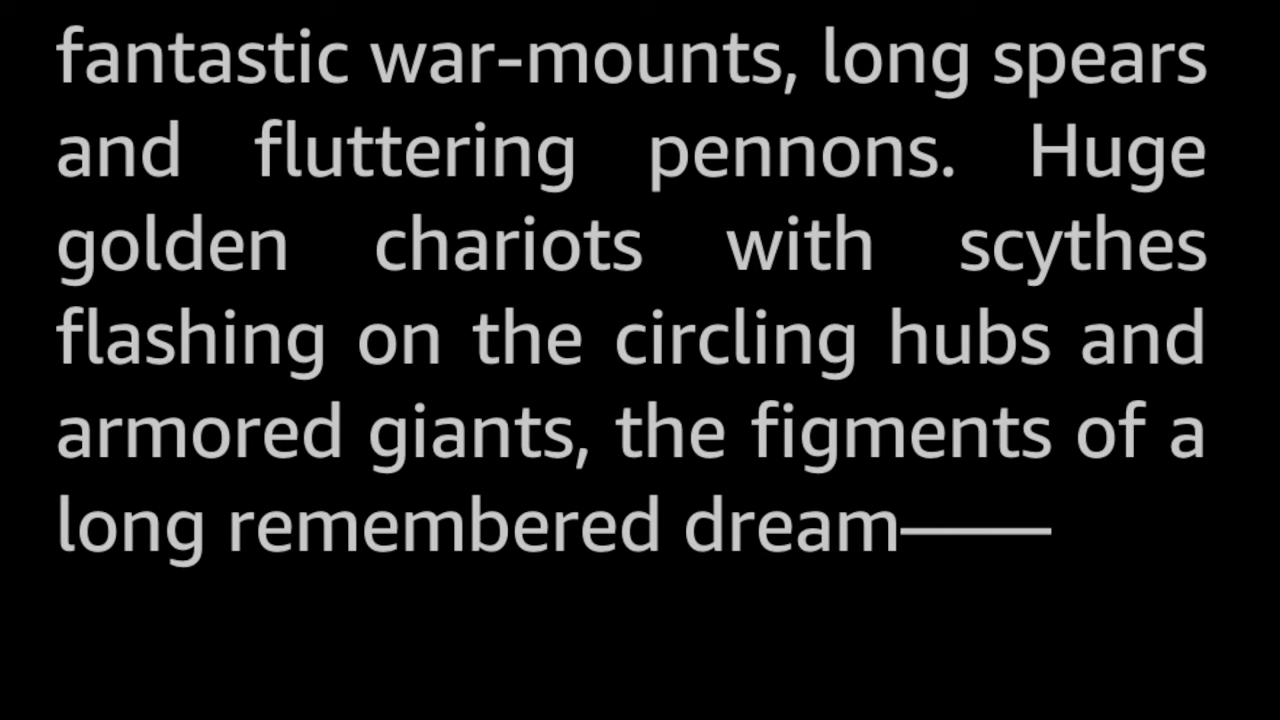 fantastic war-mounts, long spears
and fluttering pennons. Huge
golden chariots with scythes
flashing on the circling hubs and
armored giants, the figments of a
long remembered dream——